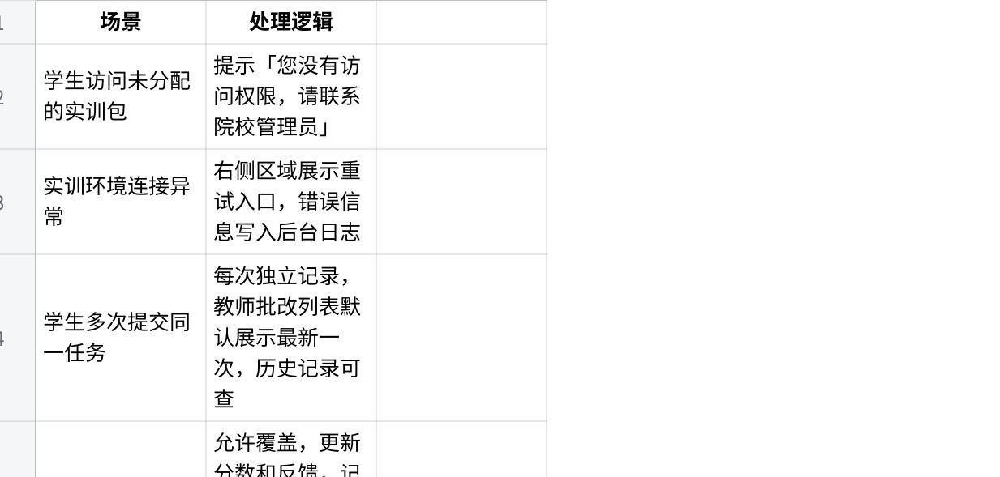 场景
处理逻辑
2
学生访问未分配
的实训包
提示「您没有访
问权限，请联系
院校管理员」
3
实训环境连接异
常
右侧区域展示重
试入口，错误信
息写入后台日志
4
学生多次提交同
一任务
每次独立记录，
教师批改列表默
认展示最新一
次，历史记录可
查
允许覆盖，更新
分数和反馈，记